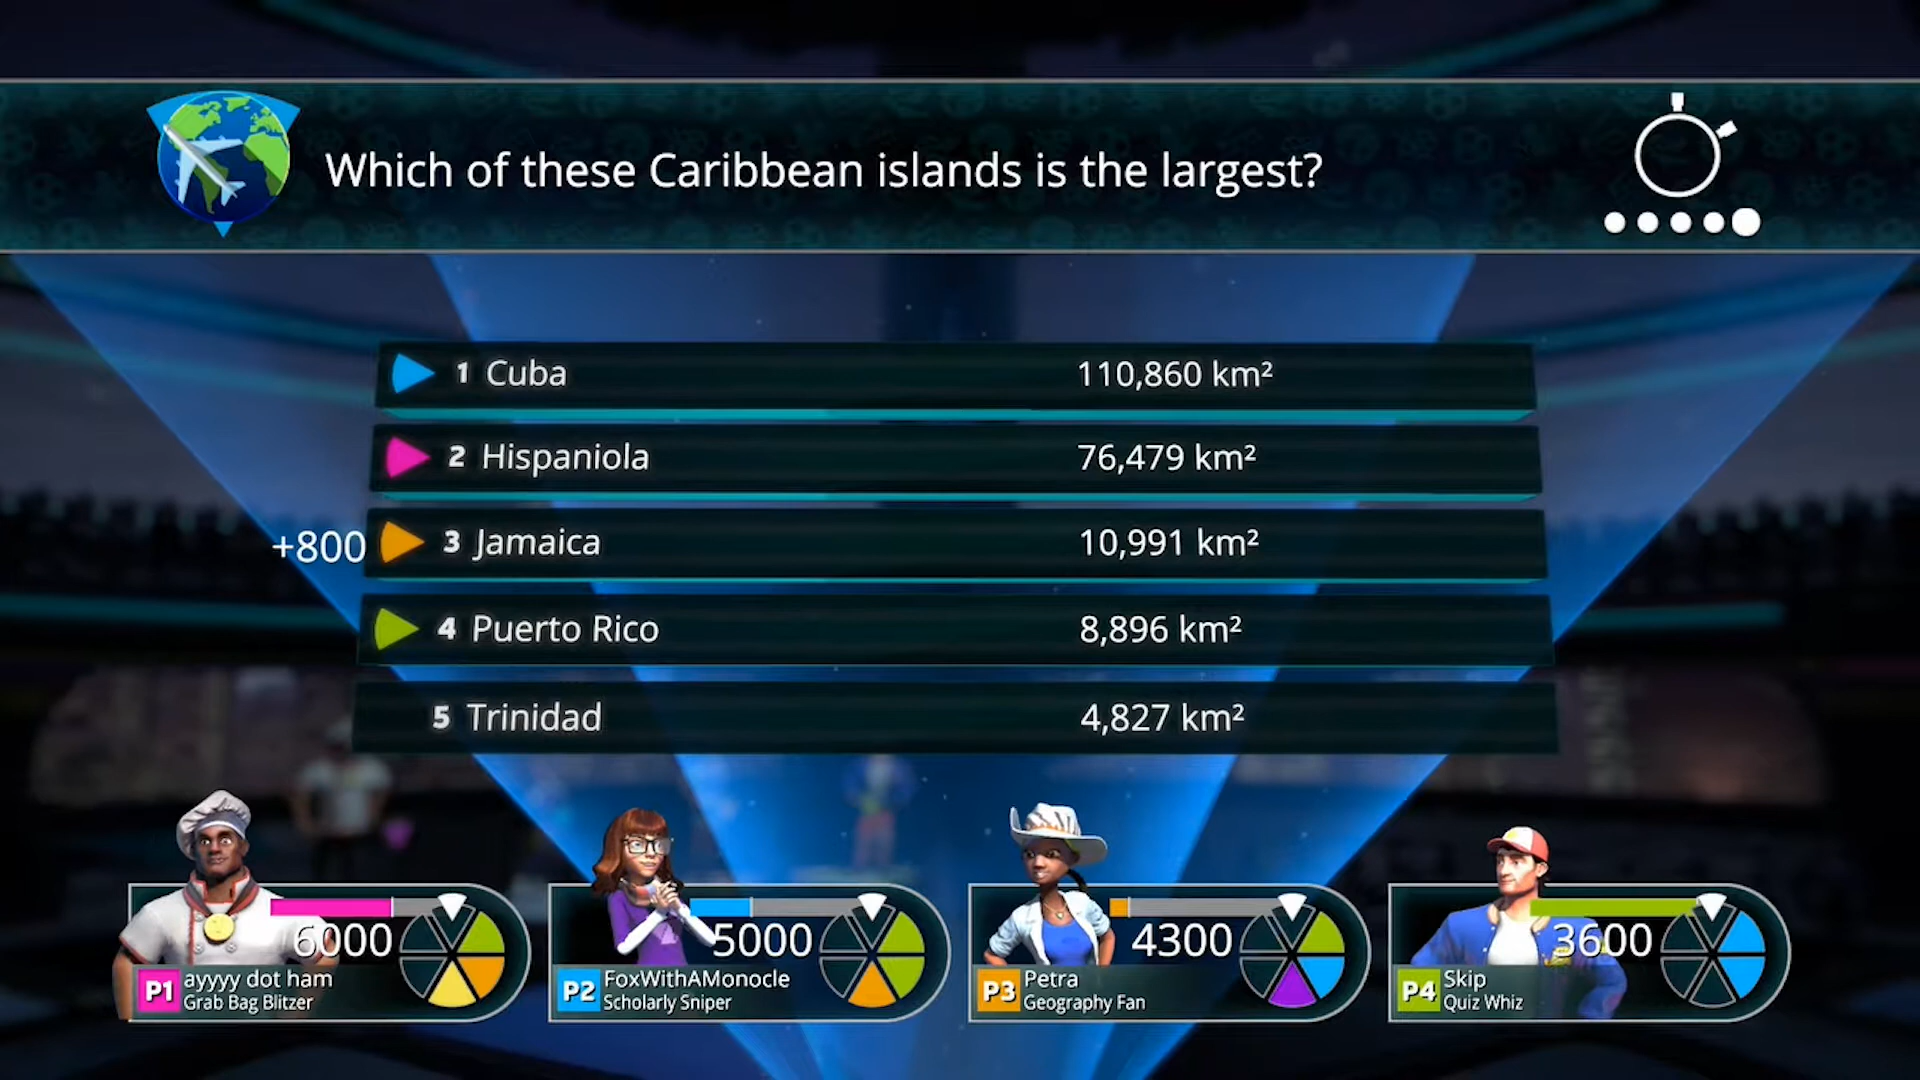 Which of these Caribbean islands is the largest?
1 Cuba 110,860 km²
2 Hispaniola 76,479 km²
+800 3 Jamaica 10,991 km²
4 Puerto Rico 8,896 km²
5 Trinidad 4,827 km²
6000 5000 4300 3600
P1 ayyyy dot ham
Grab Bag Blitzer
P2 FoxWithAMonocle
Scholarly Sniper
P3 Petra
Geography Fan
P4 Skip
Quiz Whiz